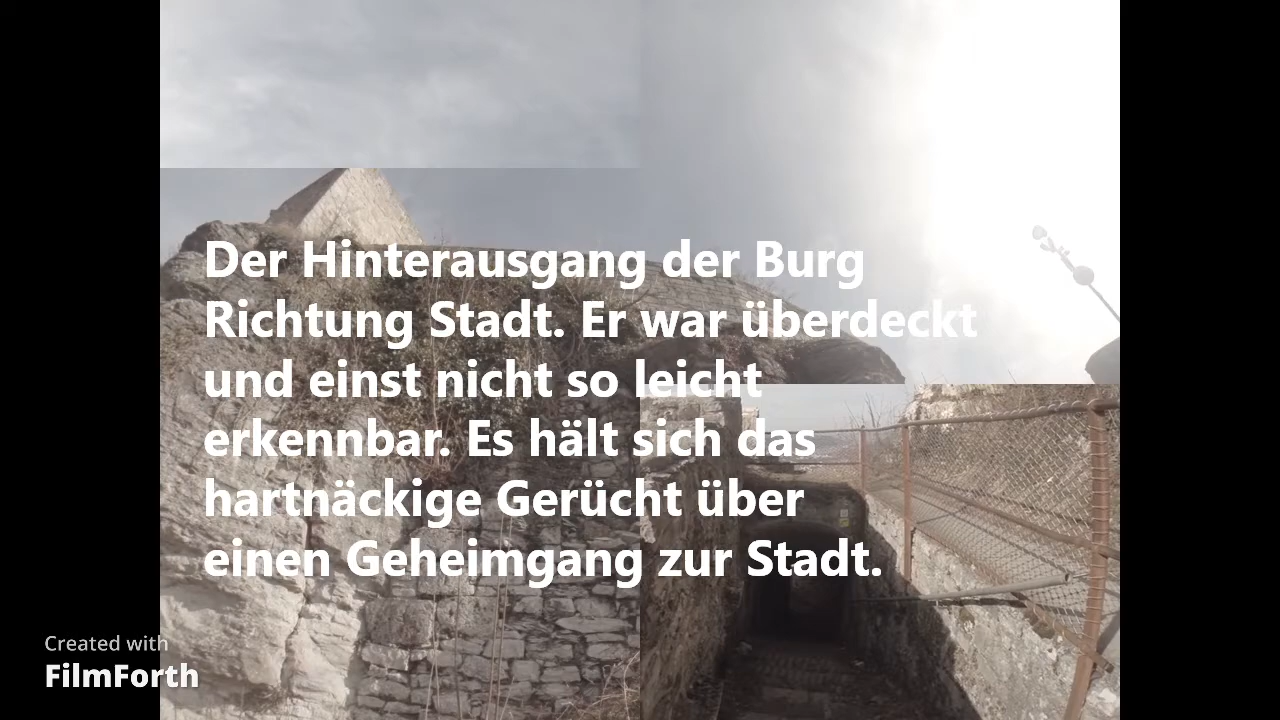 Der Hinterausgang der Burg
Richtung Stadt. Er war überdeckt
und einst nicht so leicht
erkennbar. Es hält sich das
hartnäckige Gerücht über
einen Geheimgang zur Stadt.
Created with
FilmForth